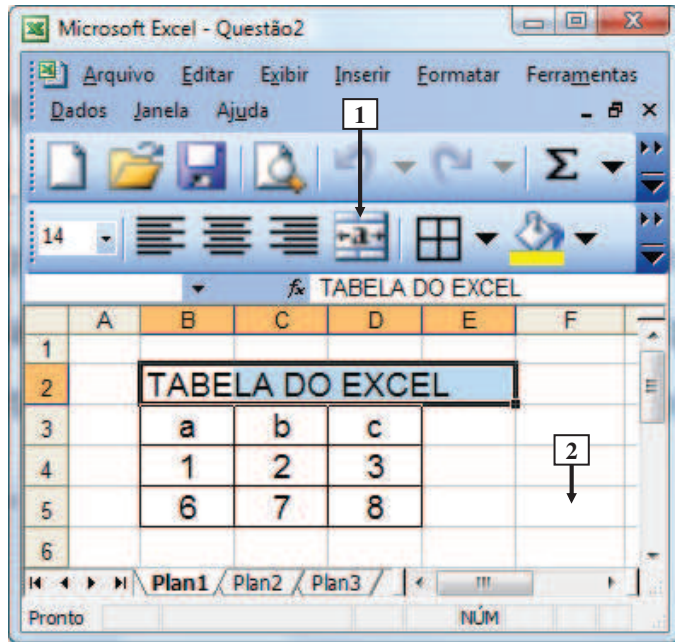 Microsoft Excel - Questão2
Arquivo Editar Exibir Inserir Formatar Ferramentas
Dados Janela Ajuda
1
Σ
14
a
fx TABELA DO EXCEL
A B C D E F
1
2 TABELA DO EXCEL
3 a b c
2
4 1 2 3
5 6 7 8
6
Plan1 Plan2 Plan3
Pronto NÚM